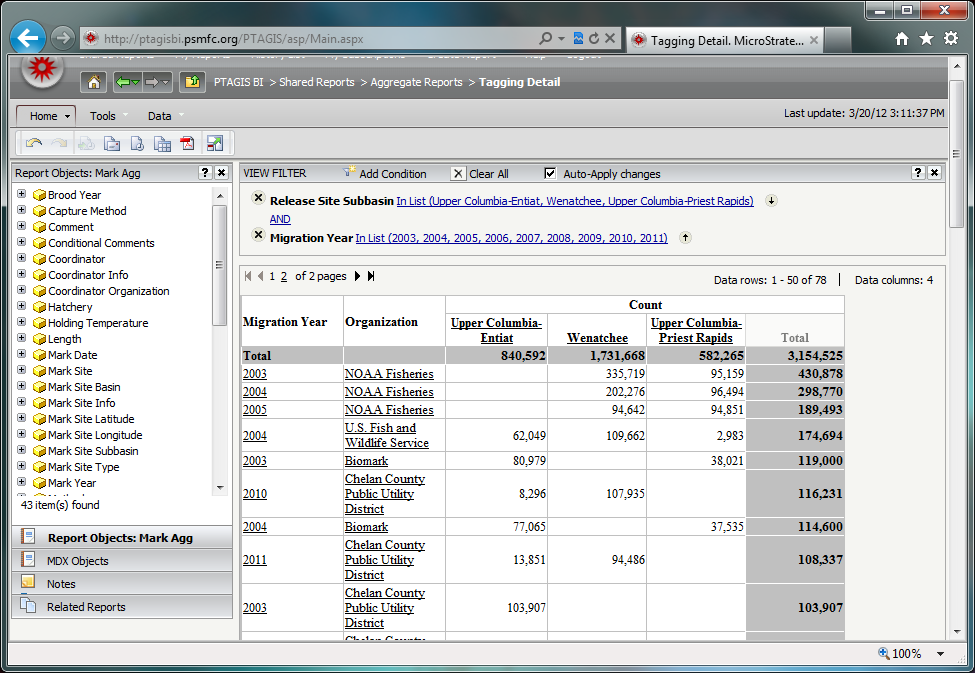 http://ptagisbi.psmfc.org/PTAGIS/asp/Main.aspx
Tagging Detail. MicroStrate...
PTAGIS BI > Shared Reports > Aggregate Reports > Tagging Detail
Home Tools Data
Last update: 3/20/12 3:11:37 PM
Report Objects: Mark Agg ?
Brood Year
Capture Method
Comment
Conditional Comments
Coordinator
Coordinator Info
Coordinator Organization
Hatchery
Holding Temperature
Length
Mark Date
Mark Site
Mark Site Basin
Mark Site Info
Mark Site Latitude
Mark Site Longitude
Mark Site Subbasin
Mark Site Type
Mark Year
43 item(s) found
Report Objects: Mark Agg
MDX Objects
Notes
Related Reports
VIEW FILTER Add Condition Clear All Auto-Apply changes ?
Release Site Subbasin In List (Upper Columbia-Entiat, Wenatchee, Upper Columbia-Priest Rapids)
AND
Migration Year In List (2003, 2004, 2005, 2006, 2007, 2008, 2009, 2010, 2011)
1 2 of 2 pages
Data rows: 1 - 50 of 78 | Data columns: 4
Migration Year Organization Count
Upper Columbia-
Entiat
Wenatchee
Upper Columbia-
Priest Rapids
Total
Total 840,592 1,731,668 582,265 3,154,525
2003 NOAA Fisheries 335,719 95,159 430,878
2004 NOAA Fisheries 202,276 96,494 298,770
2005 NOAA Fisheries 94,642 94,851 189,493
2004 U.S. Fish and
Wildlife Service 62,049 109,662 2,983 174,694
2003 Biomark 80,979 38,021 119,000
2010 Chelan County
Public Utility
District 8,296 107,935 116,231
2004 Biomark 77,065 37,535 114,600
2011 Chelan County
Public Utility
District 13,851 94,486 108,337
2003 Chelan County
Public Utility
District 103,907 103,907
Chelan County
100%